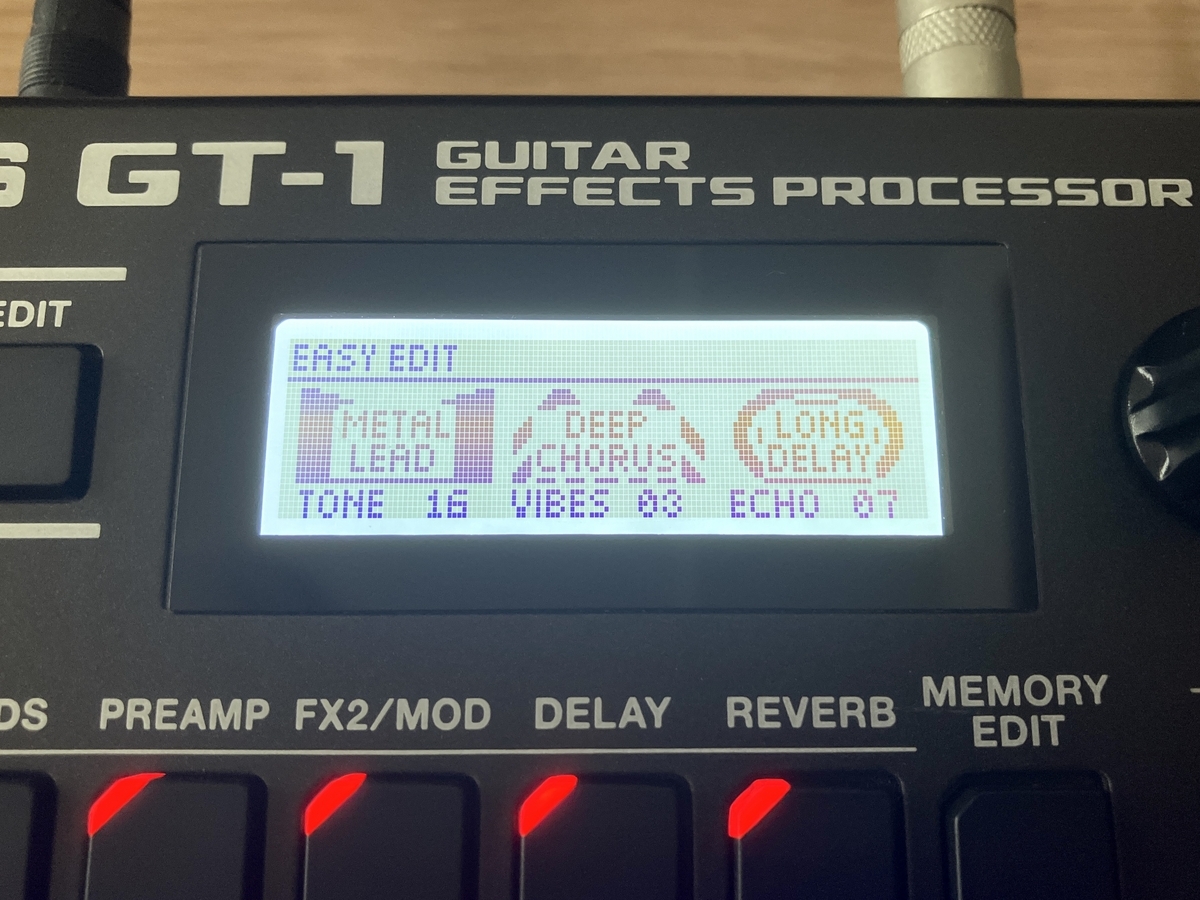 S GT-1 GUITAR
EFFECTS PROCESSOR
EDIT
EASY EDIT
METAL LEAD
DEEP CHORUS
LONG DELAY
TONE 16 VIBES 03 ECHO 07
DS PREAMP FX2/MOD DELAY REVERB MEMORY EDIT